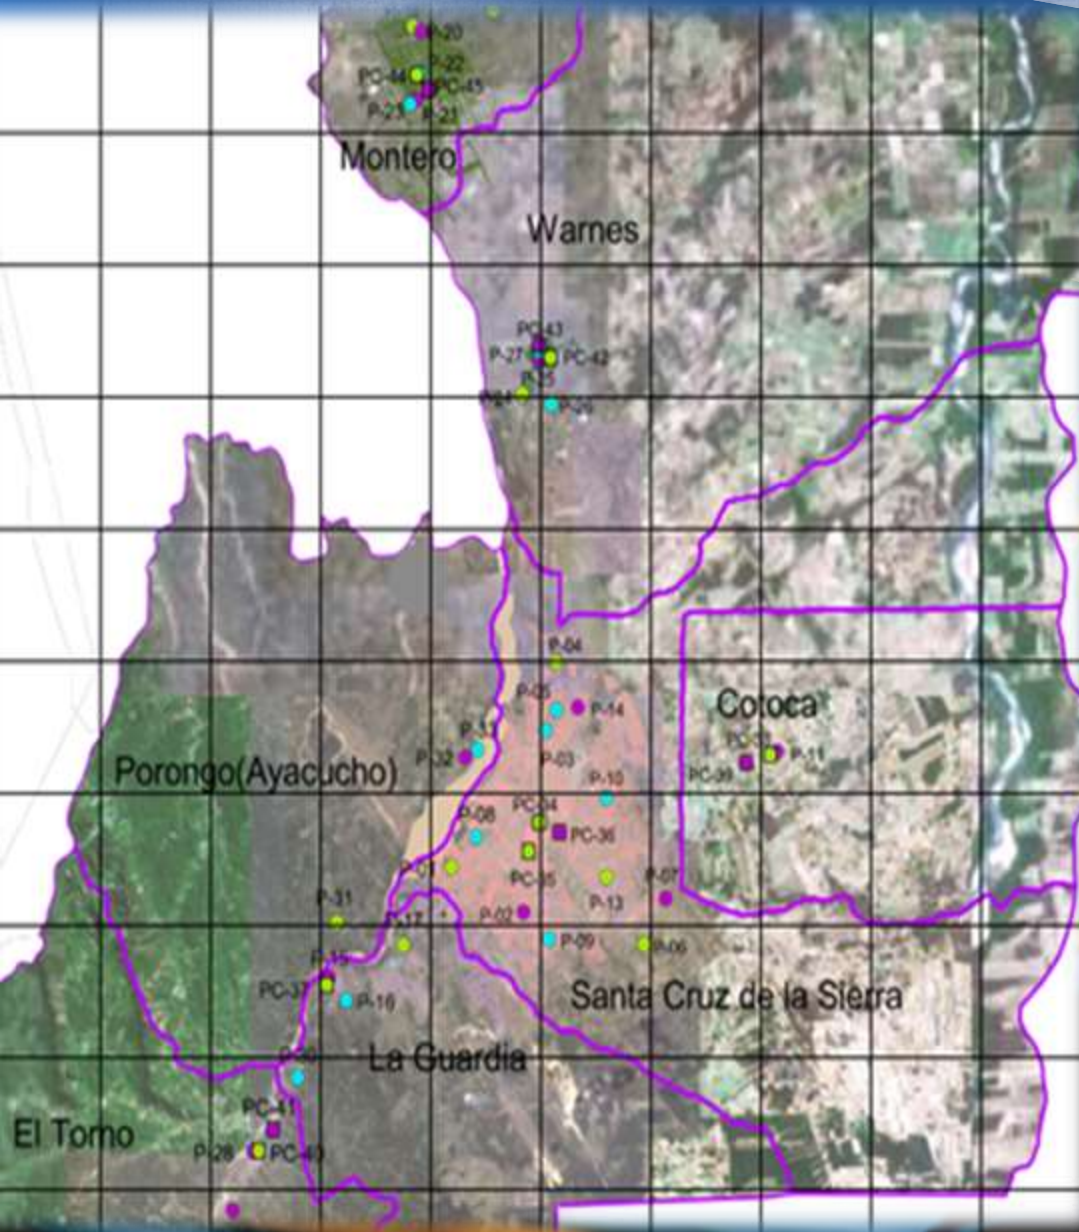 P-20
P-22
PC-44
PC-45
P-23 P-21
Montero
Warnes
PC-43
P-27 PC-42
P-25
P-24 P-26
P-04
P-05
P-14
Cotoca
P-03
P-32
P-11
PC-39
Porongo(Ayacucho)
P-10
P-08
PC-34
PC-36
PC-35
P-01
P-07
P-31
P-13
P-02
P-17
P-09
P-06
P-15
PC-37
P-16
Santa Cruz de la Sierra
La Guardia
PC-41
El Torno
P-28 PC-40